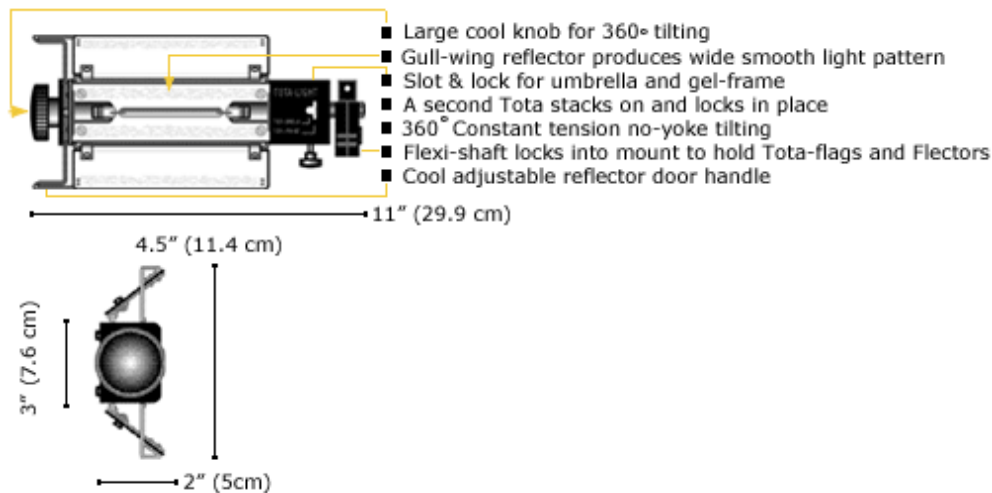 Large cool knob for 360° tilting
Gull-wing reflector produces wide smooth light pattern
Slot & lock for umbrella and gel-frame
A second Tota stacks on and locks in place
360° Constant tension no-yoke tilting
Flexi-shaft locks into mount to hold Tota-flags and Flectors
Cool adjustable reflector door handle
TOTA-LIGHT
11" (29.9 cm)
4.5" (11.4 cm)
3" (7.6 cm)
2" (5cm)